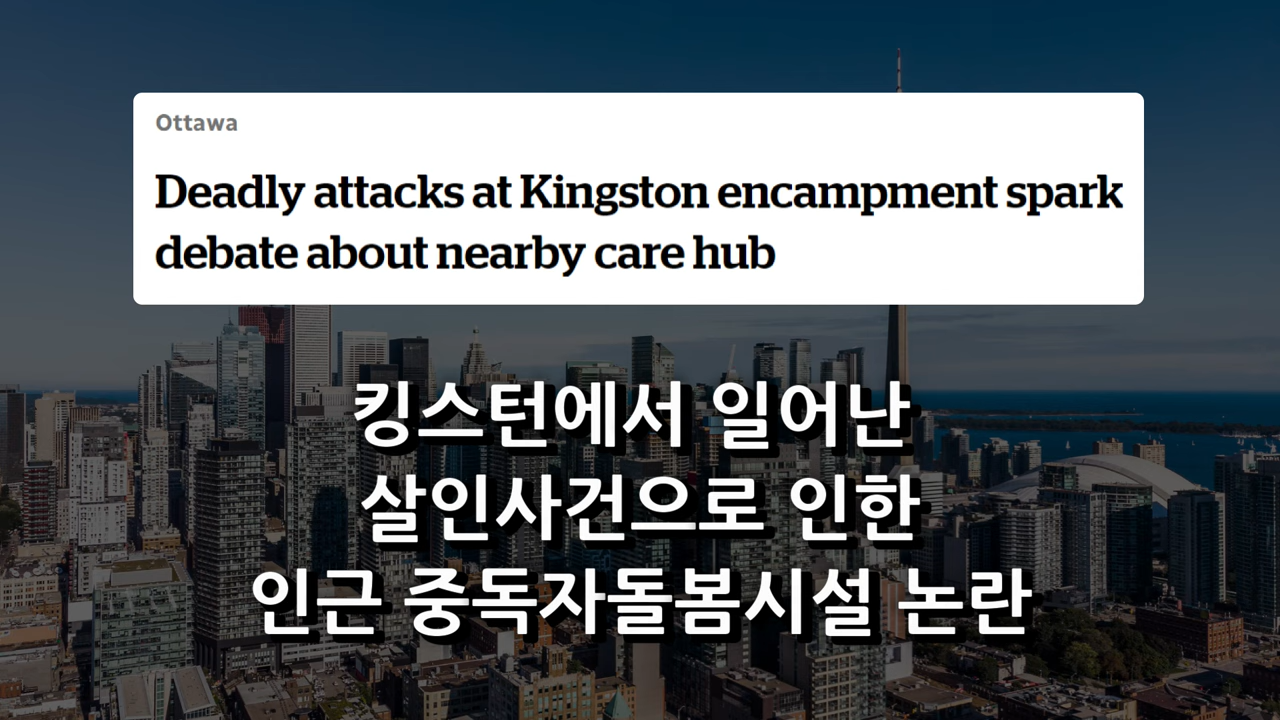 Ottawa
Deadly attacks at Kingston encampment spark
debate about nearby care hub
킹스턴에서 일어난
살인사건으로 인한
인근 중독자돌봄시설 논란